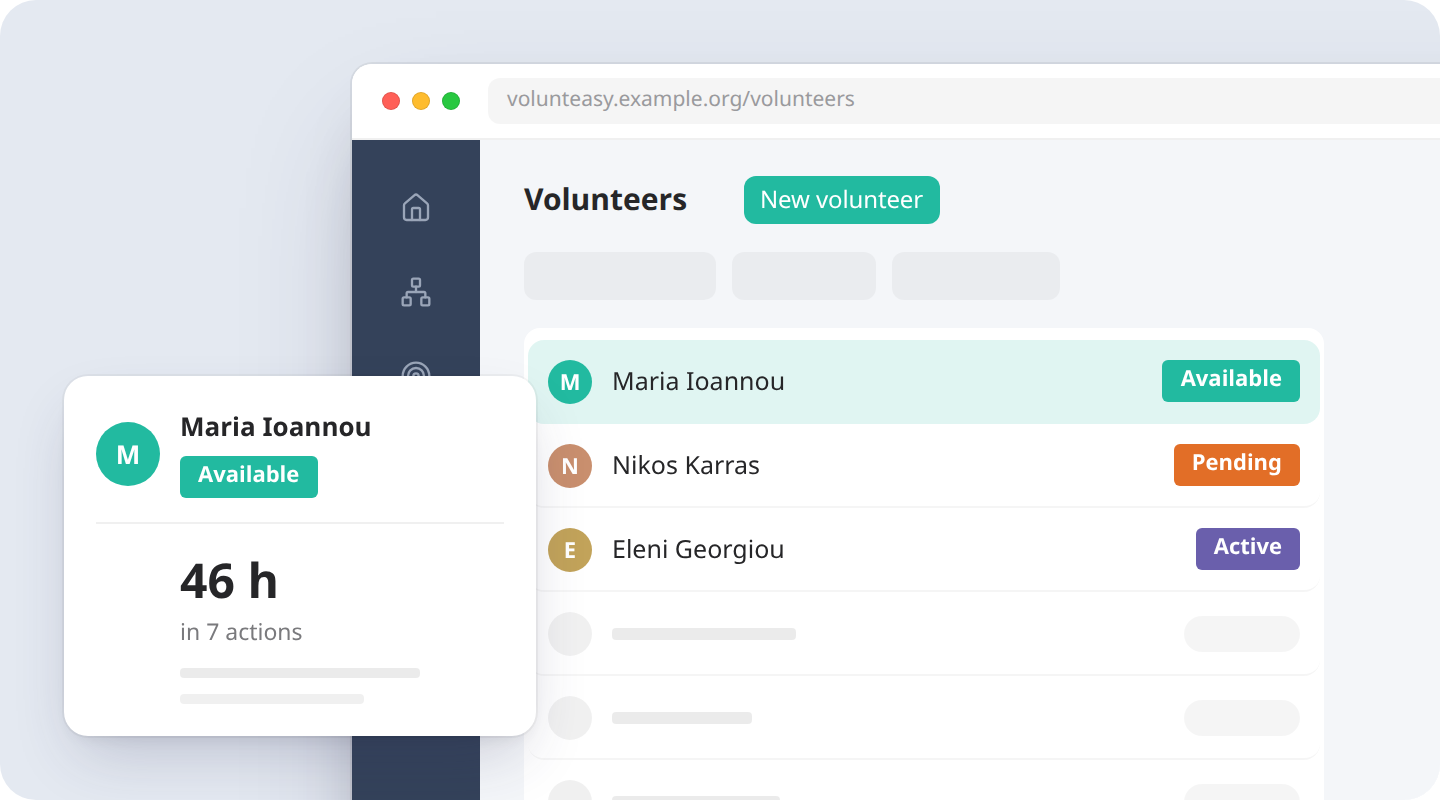 volunteasy.example.org/volunteers
Volunteers
New volunteer
M Maria Ioannou Available
N Nikos Karras Pending
E Eleni Georgiou Active
M
Maria Ioannou
Available
46 h
in 7 actions